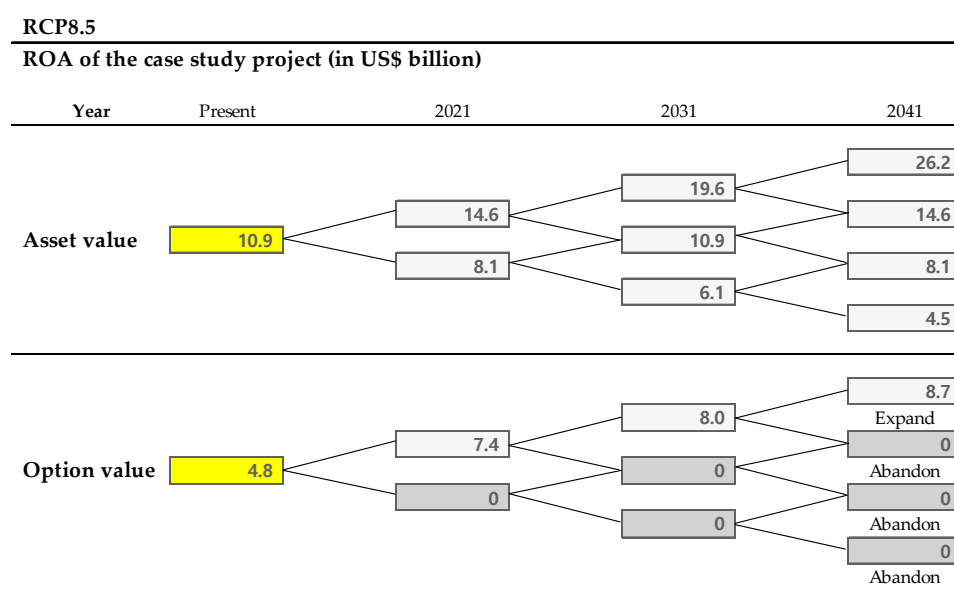 RCP8.5
ROA of the case study project (in US$ billion)
Year Present 2021 2031 2041
26.2
19.6
14.6 14.6
Asset value 10.9 10.9
8.1 8.1
6.1
4.5
8.7
8.0 Expand
7.4 0
Option value 4.8 0 Abandon
0 0
0 Abandon
0
Abandon